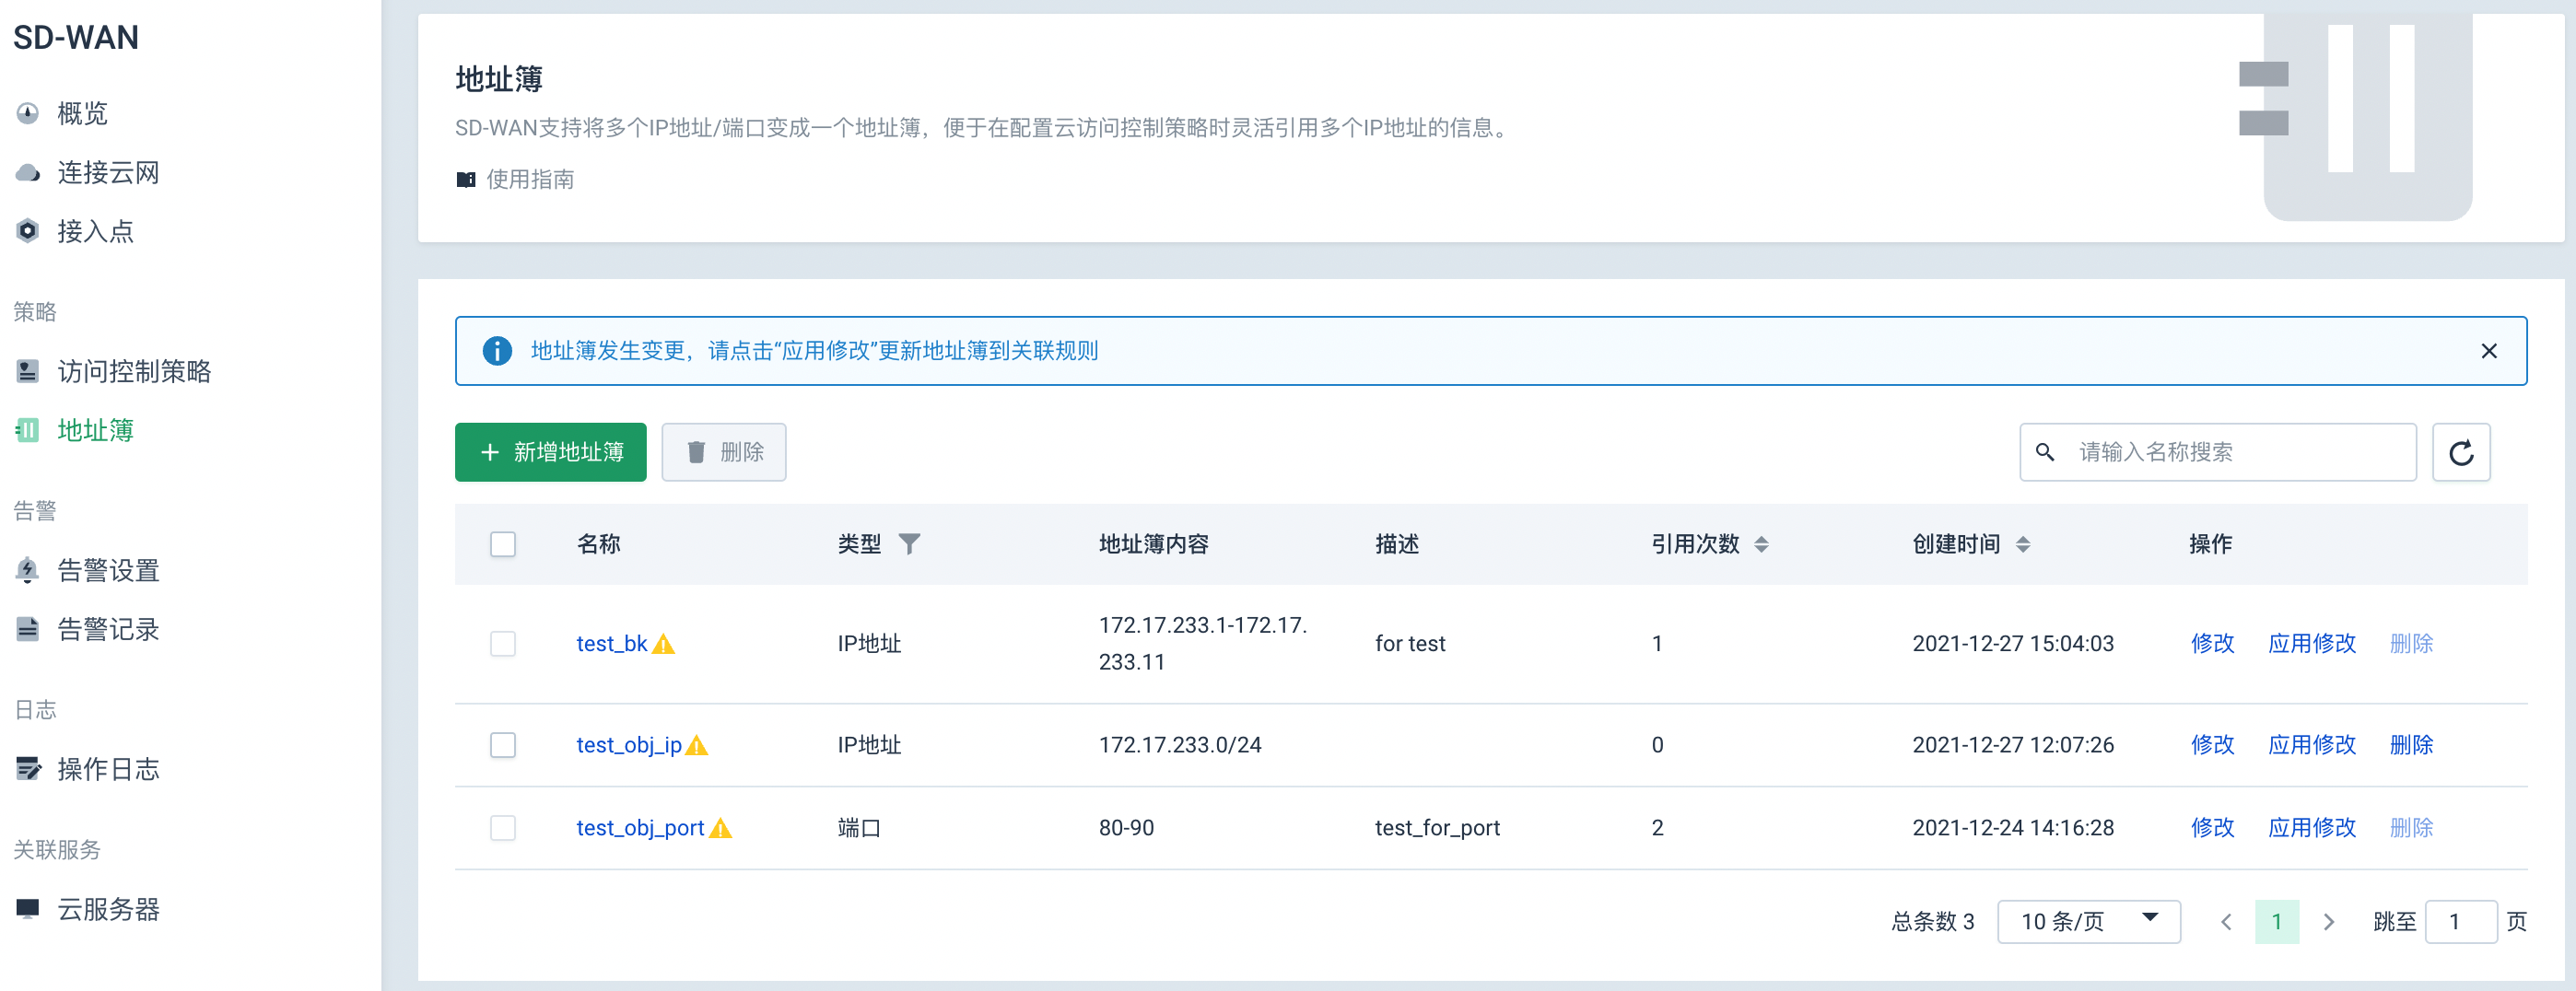 SD-WAN
概览
连接云网
接入点
策略
访问控制策略
地址簿
告警
告警设置
告警记录
日志
操作日志
关联服务
云服务器
地址簿
SD-WAN支持将多个IP地址/端口变成一个地址簿，便于在配置云访问控制策略时灵活引用多个IP地址的信息。
使用指南
地址簿发生变更，请点击“应用修改”更新地址簿到关联规则
新增地址簿 删除 请输入名称搜索
名称 类型 地址簿内容 描述 引用次数 创建时间 操作
test_bk IP地址 172.17.233.1-172.17. for test 1 2021-12-27 15:04:03 修改 应用修改 删除
233.11
test_obj_ip IP地址 172.17.233.0/24 0 2021-12-27 12:07:26 修改 应用修改 删除
test_obj_port 端口 80-90 test_for_port 2 2021-12-24 14:16:28 修改 应用修改 删除
总条数 3 10 条/页 1 跳至 1 页